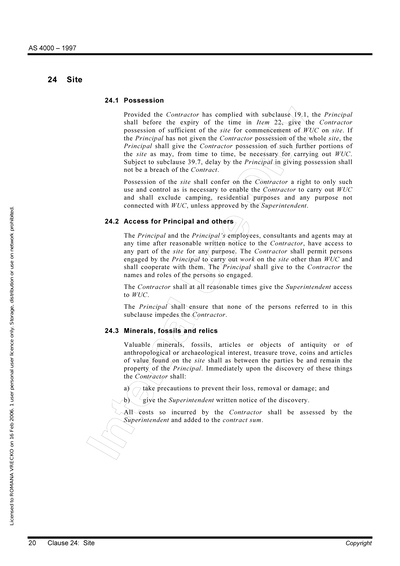 AS 4000 – 1997
24 Site
24.1 Possession
Provided the Contractor has complied with subclause 19.1, the Principal
shall before the expiry of the time in Item 22, give the Contractor
possession of sufficient of the site for commencement of WUC on site. If
the Principal has not given the Contractor possession of the whole site, the
Principal shall give the Contractor possession of such further portions of
the site as may, from time to time, be necessary for carrying out WUC.
Subject to subclause 39.7, delay by the Principal in giving possession shall
not be a breach of the Contract.
Possession of the site shall confer on the Contractor a right to only such
use and control as is necessary to enable the Contractor to carry out WUC
and shall exclude camping, residential purposes and any purpose not
connected with WUC, unless approved by the Superintendent.
24.2 Access for Principal and others
The Principal and the Principal's employees, consultants and agents may at
any time after reasonable written notice to the Contractor, have access to
any part of the site for any purpose. The Contractor shall permit persons
engaged by the Principal to carry out work on the site other than WUC and
shall cooperate with them. The Principal shall give to the Contractor the
names and roles of the persons so engaged.
The Contractor shall at all reasonable times give the Superintendent access
to WUC.
The Principal shall ensure that none of the persons referred to in this
subclause impedes the Contractor.
24.3 Minerals, fossils and relics
Valuable minerals, fossils, articles or objects of antiquity or of
anthropological or archaeological interest, treasure trove, coins and articles
of value found on the site shall as between the parties be and remain the
property of the Principal. Immediately upon the discovery of these things
the Contractor shall:
a) take precautions to prevent their loss, removal or damage; and
b) give the Superintendent written notice of the discovery.
All costs so incurred by the Contractor shall be assessed by the
Superintendent and added to the contract sum.
Licensed to ROMANA VRECKO on 16 Feb 2006. 1 user personal user licence only. Storage, distribution or use on network prohibited.
20 Clause 24: Site
Copyright